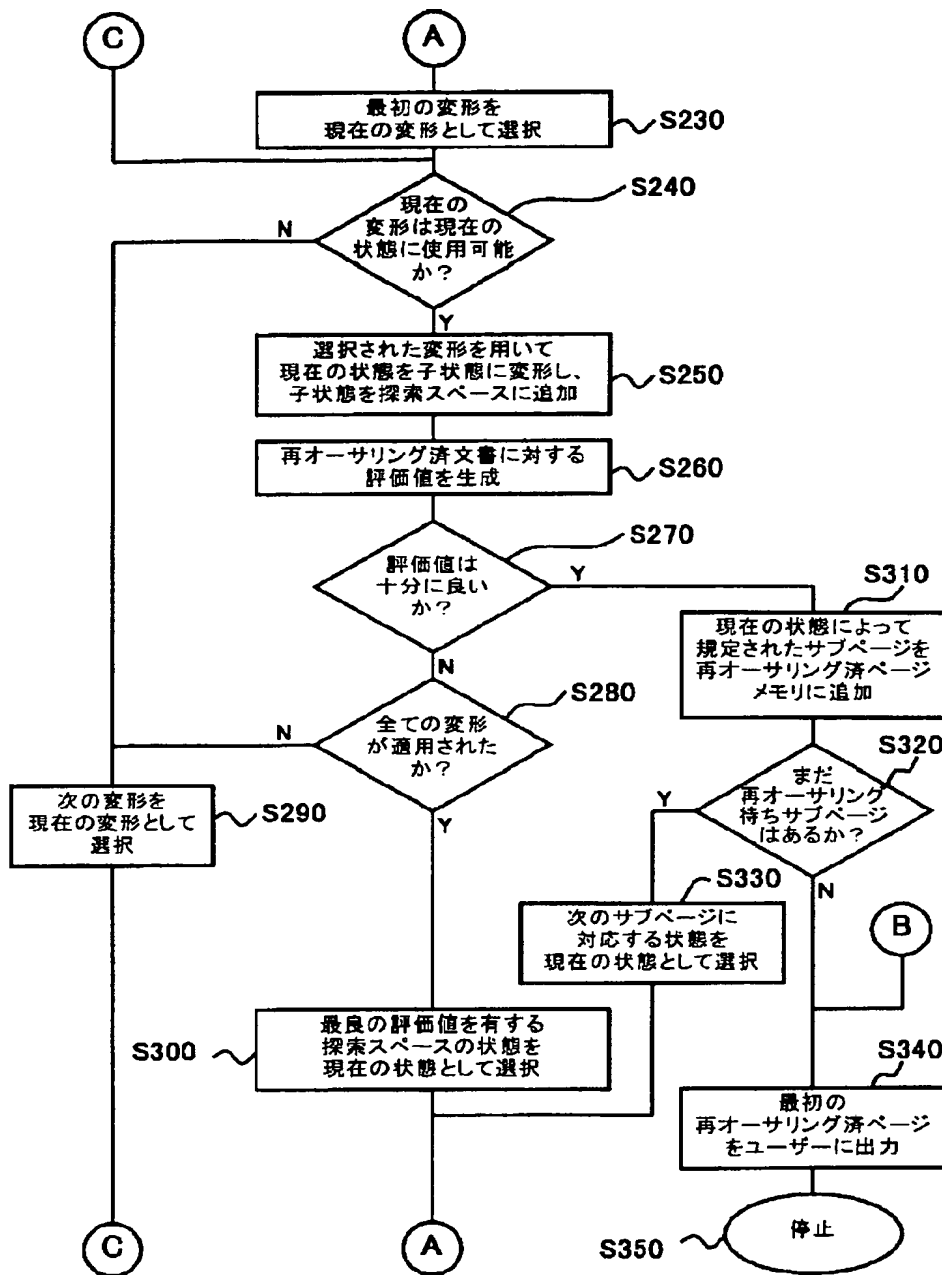 C
A
最初の変形を
現在の変形として選択
S230
S240
現在の
変形は現在の
状態に使用可能
か?
N
Y
選択された変形を用いて
現在の状態を子状態に変形し、
子状態を探索スペースに追加
S250
再オーサリング済文書に対する
評価値を生成
S260
S270
評価値は
十分に良い
か?
Y
N
S310
現在の状態によって
規定されたサブページを
再オーサリング済ページ
メモリに追加
S280
全ての変形
が適用された
か?
N
Y
S320
まだ
再オーサリング
待ちサブページ
はあるか?
Y
N
次の変形を
現在の変形として
選択
S290
S330
次のサブページに
対応する状態を
現在の状態として選択
B
S300
最良の評価値を有する
探索スペースの状態を
現在の状態として選択
S340
最初の
再オーサリング済ページ
をユーザーに出力
S350
停止
C
A